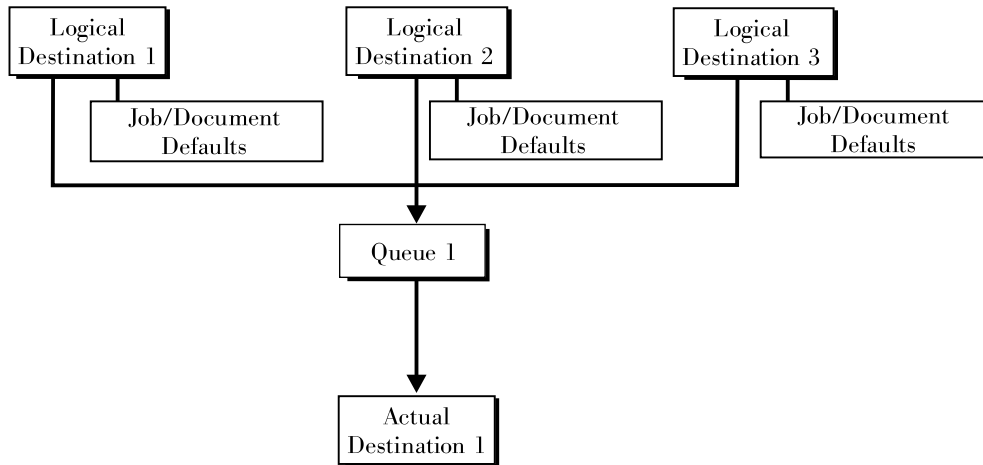 Logical
Destination 1
Logical
Destination 2
Logical
Destination 3
Job/Document
Defaults
Job/Document
Defaults
Job/Document
Defaults
Queue 1
Actual
Destination 1